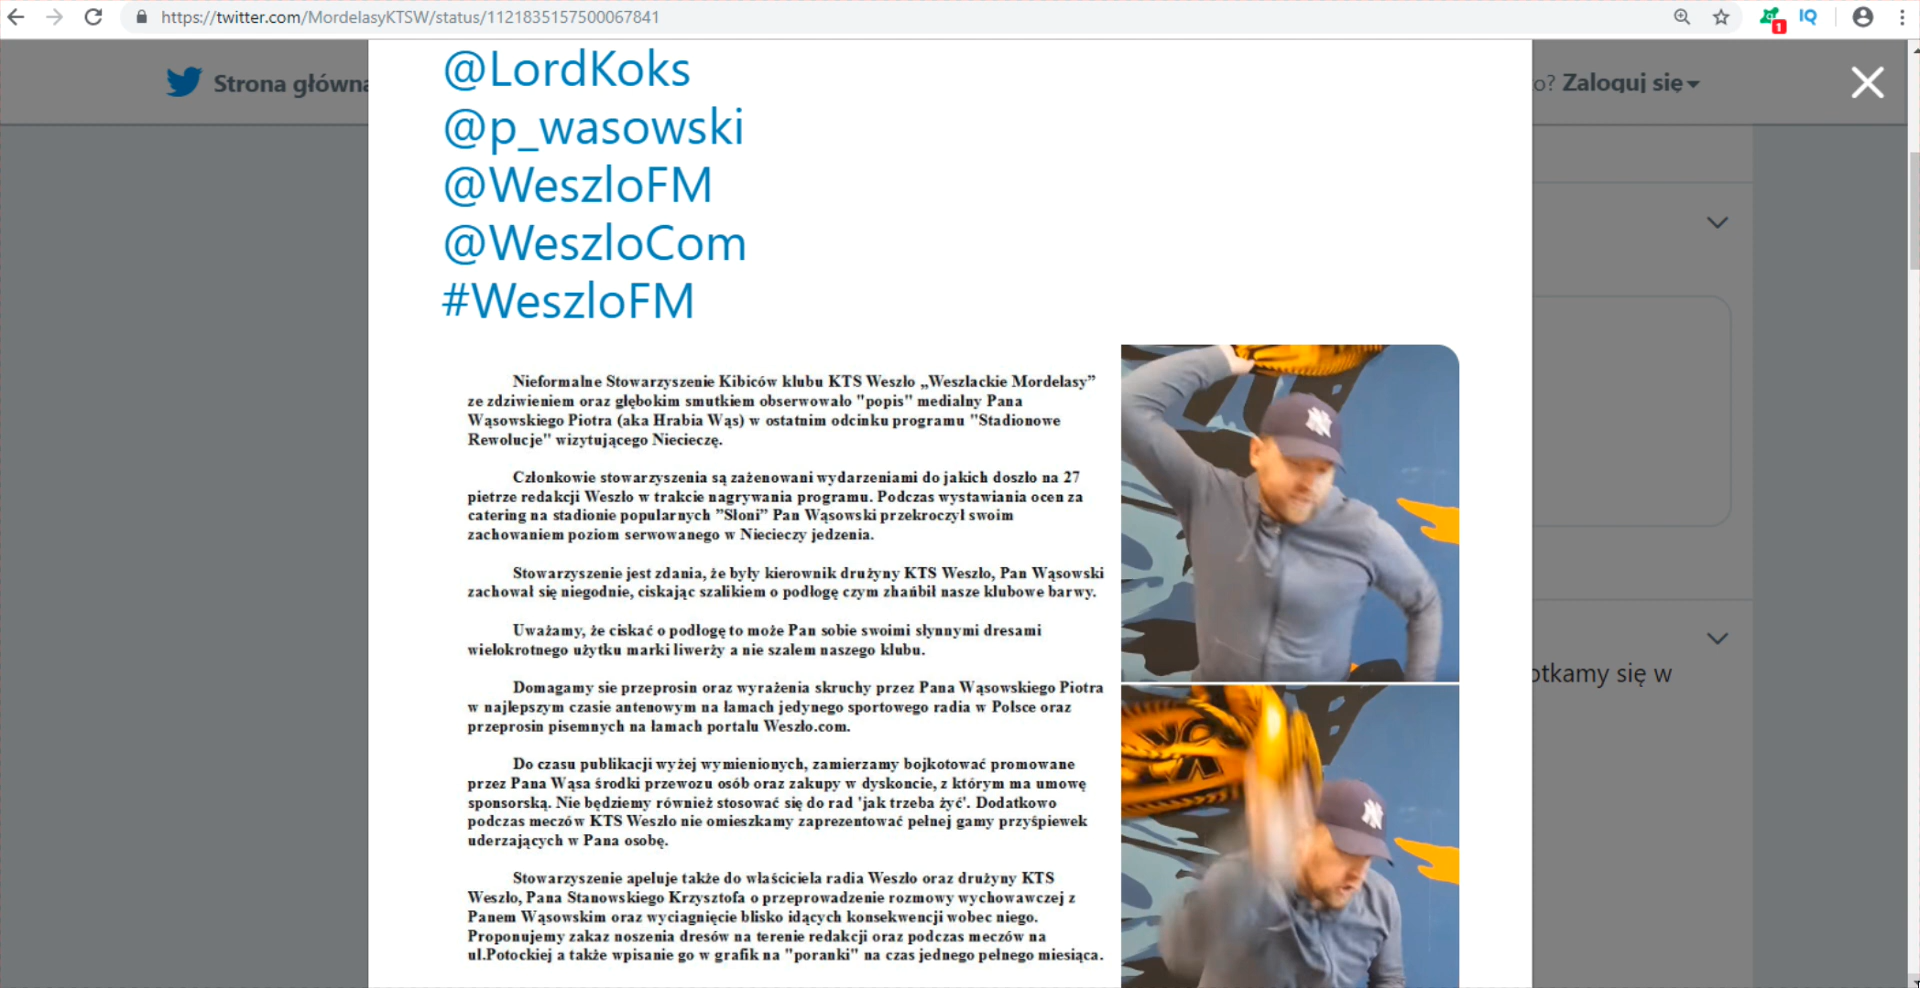 https://twitter.com/MordelasyKTSW/status/1121835157500067841
1
IQ
Strona główna
o? Zaloguj się
@LordKoks
@p_wasowski
@WeszloFM
@WeszloCom
#WeszloFM
Nieformalne Stowarzyszenie Kibiców klubu KTS Weszło „Weszlackie Mordelasy”
ze zdziwieniem oraz głębokim smutkiem obserwowało "popis" medialny Pana
Wąsowskiego Piotra (aka Hrabia Wąs) w ostatnim odcinku programu "Stadionowe
Rewolucje" wizytującego Niecieczę.
Członkowie stowarzyszenia są zażenowani wydarzeniami do jakich doszło na 27
pietrze redakcji Weszło w trakcie nagrywania programu. Podczas wystawiania ocen za
catering na stadionie popularnych ”Słoni” Pan Wąsowski przekroczył swoim
zachowaniem poziom serwowanego w Niecieczy jedzenia.
Stowarzyszenie jest zdania, że były kierownik drużyny KTS Weszło, Pan Wąsowski
zachował się niegodnie, ciskając szalikiem o podłogę czym zhańbił nasze klubowe barwy.
Uważamy, że ciskać o podłogę to może Pan sobie swoimi słynnymi dresami
wielokrotnego użytku marki liwerży a nie szalem naszego klubu.
Domagamy sie przeprosin oraz wyrażenia skruchy przez Pana Wąsowskiego Piotra
w najlepszym czasie antenowym na łamach jedynego sportowego radia w Polsce oraz
przeprosin pisemnych na łamach portalu Weszlo.com.
Do czasu publikacji wyżej wymienionych, zamierzamy bojkotować promowane
przez Pana Wąsa środki przewozu osób oraz zakupy w dyskoncie, z którym ma umowę
sponsorską. Nie będziemy również stosować się do rad 'jak trzeba żyć'. Dodatkowo
podczas meczów KTS Weszło nie omieszkamy zaprezentować pełnej gamy przyśpiewek
uderzających w Pana osobę.
Stowarzyszenie apeluje także do właściciela radia Weszło oraz drużyny KTS
Weszło, Pana Stanowskiego Krzysztofa o przeprowadzenie rozmowy wychowawczej z
Panem Wąsowskim oraz wyciagnięcie blisko idących konsekwencji wobec niego.
Proponujemy zakaz noszenia dresów na terenie redakcji oraz podczas meczów na
ul.Potockiej a także wpisanie go w grafik na "poranki" na czas jednego pełnego miesiąca.
otkamy się w